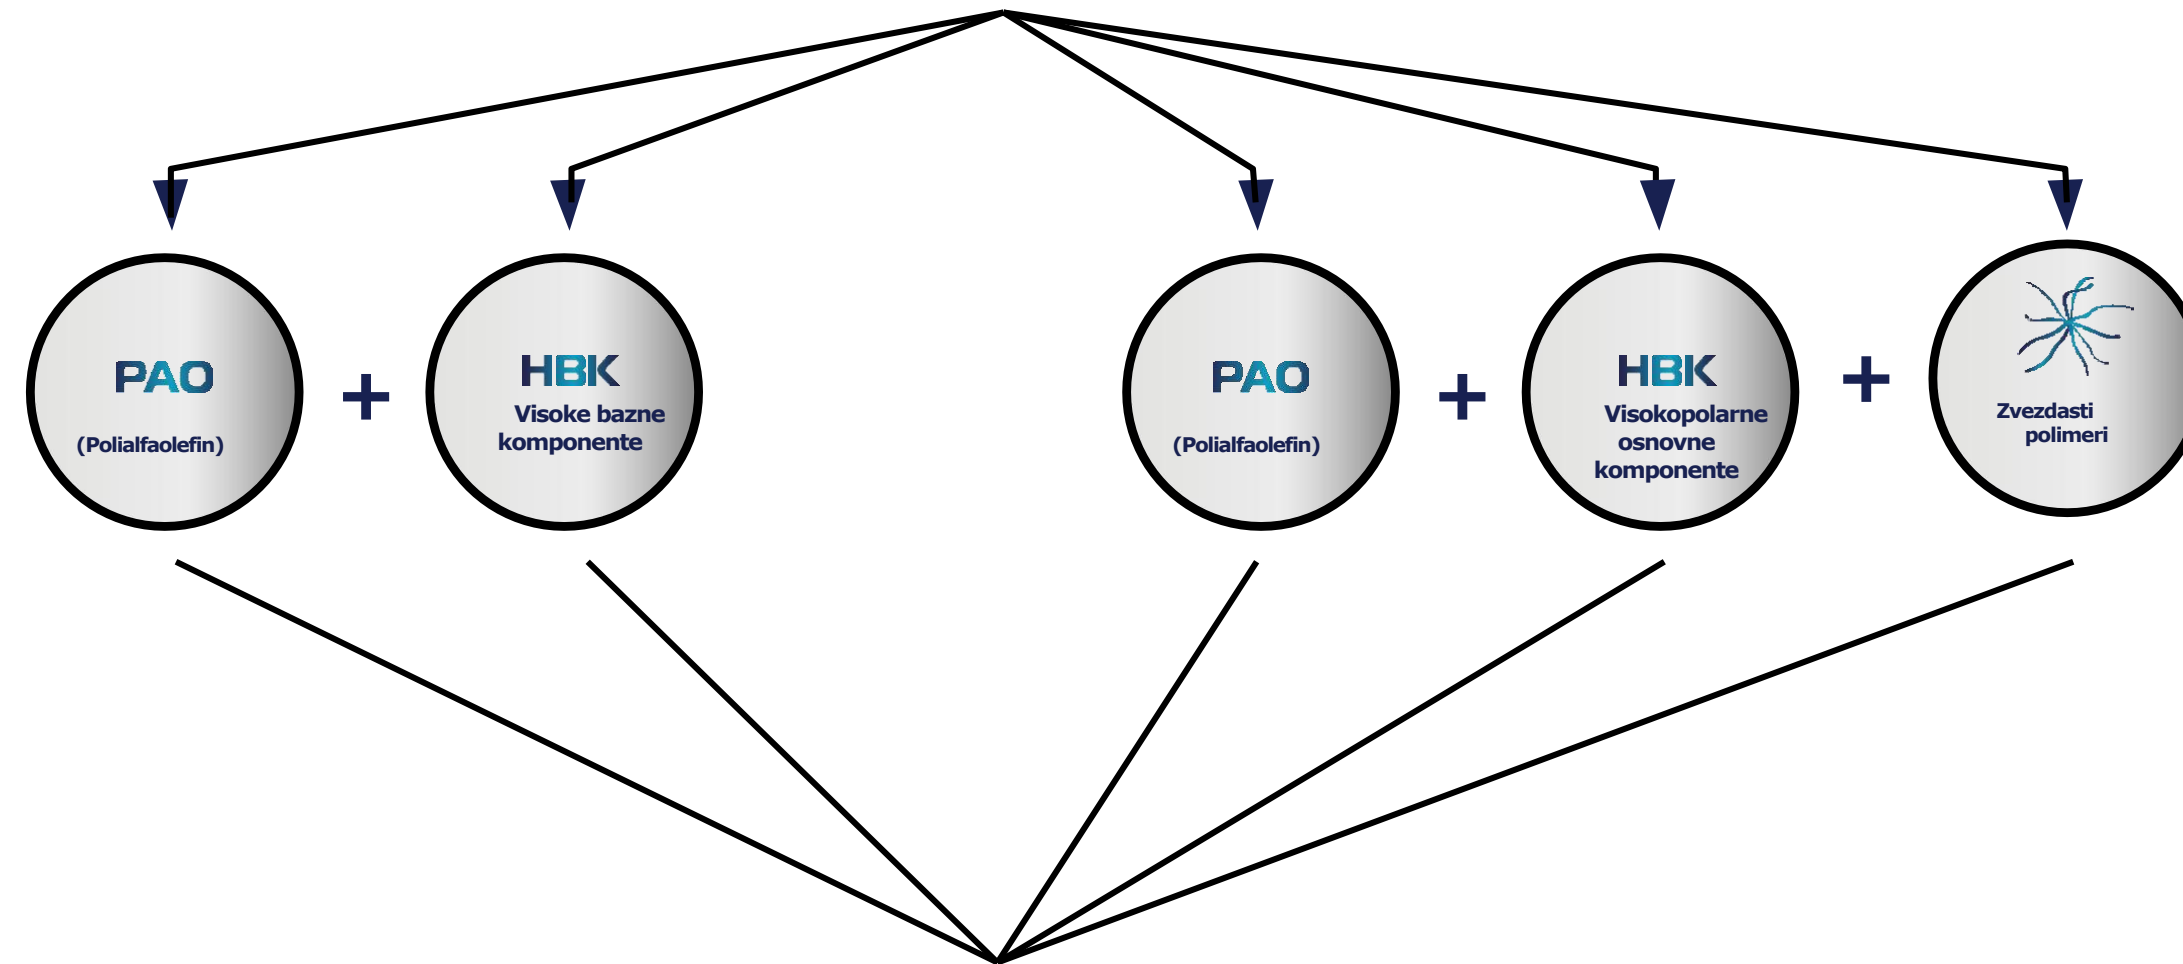 PAO
(Polialfaolefin)
+
HBK
Visoke bazne
komponente
PAO
(Polialfaolefin)
+
HBK
Visokopolarne
osnovne
komponente
+
Zvezdasti
polimeri